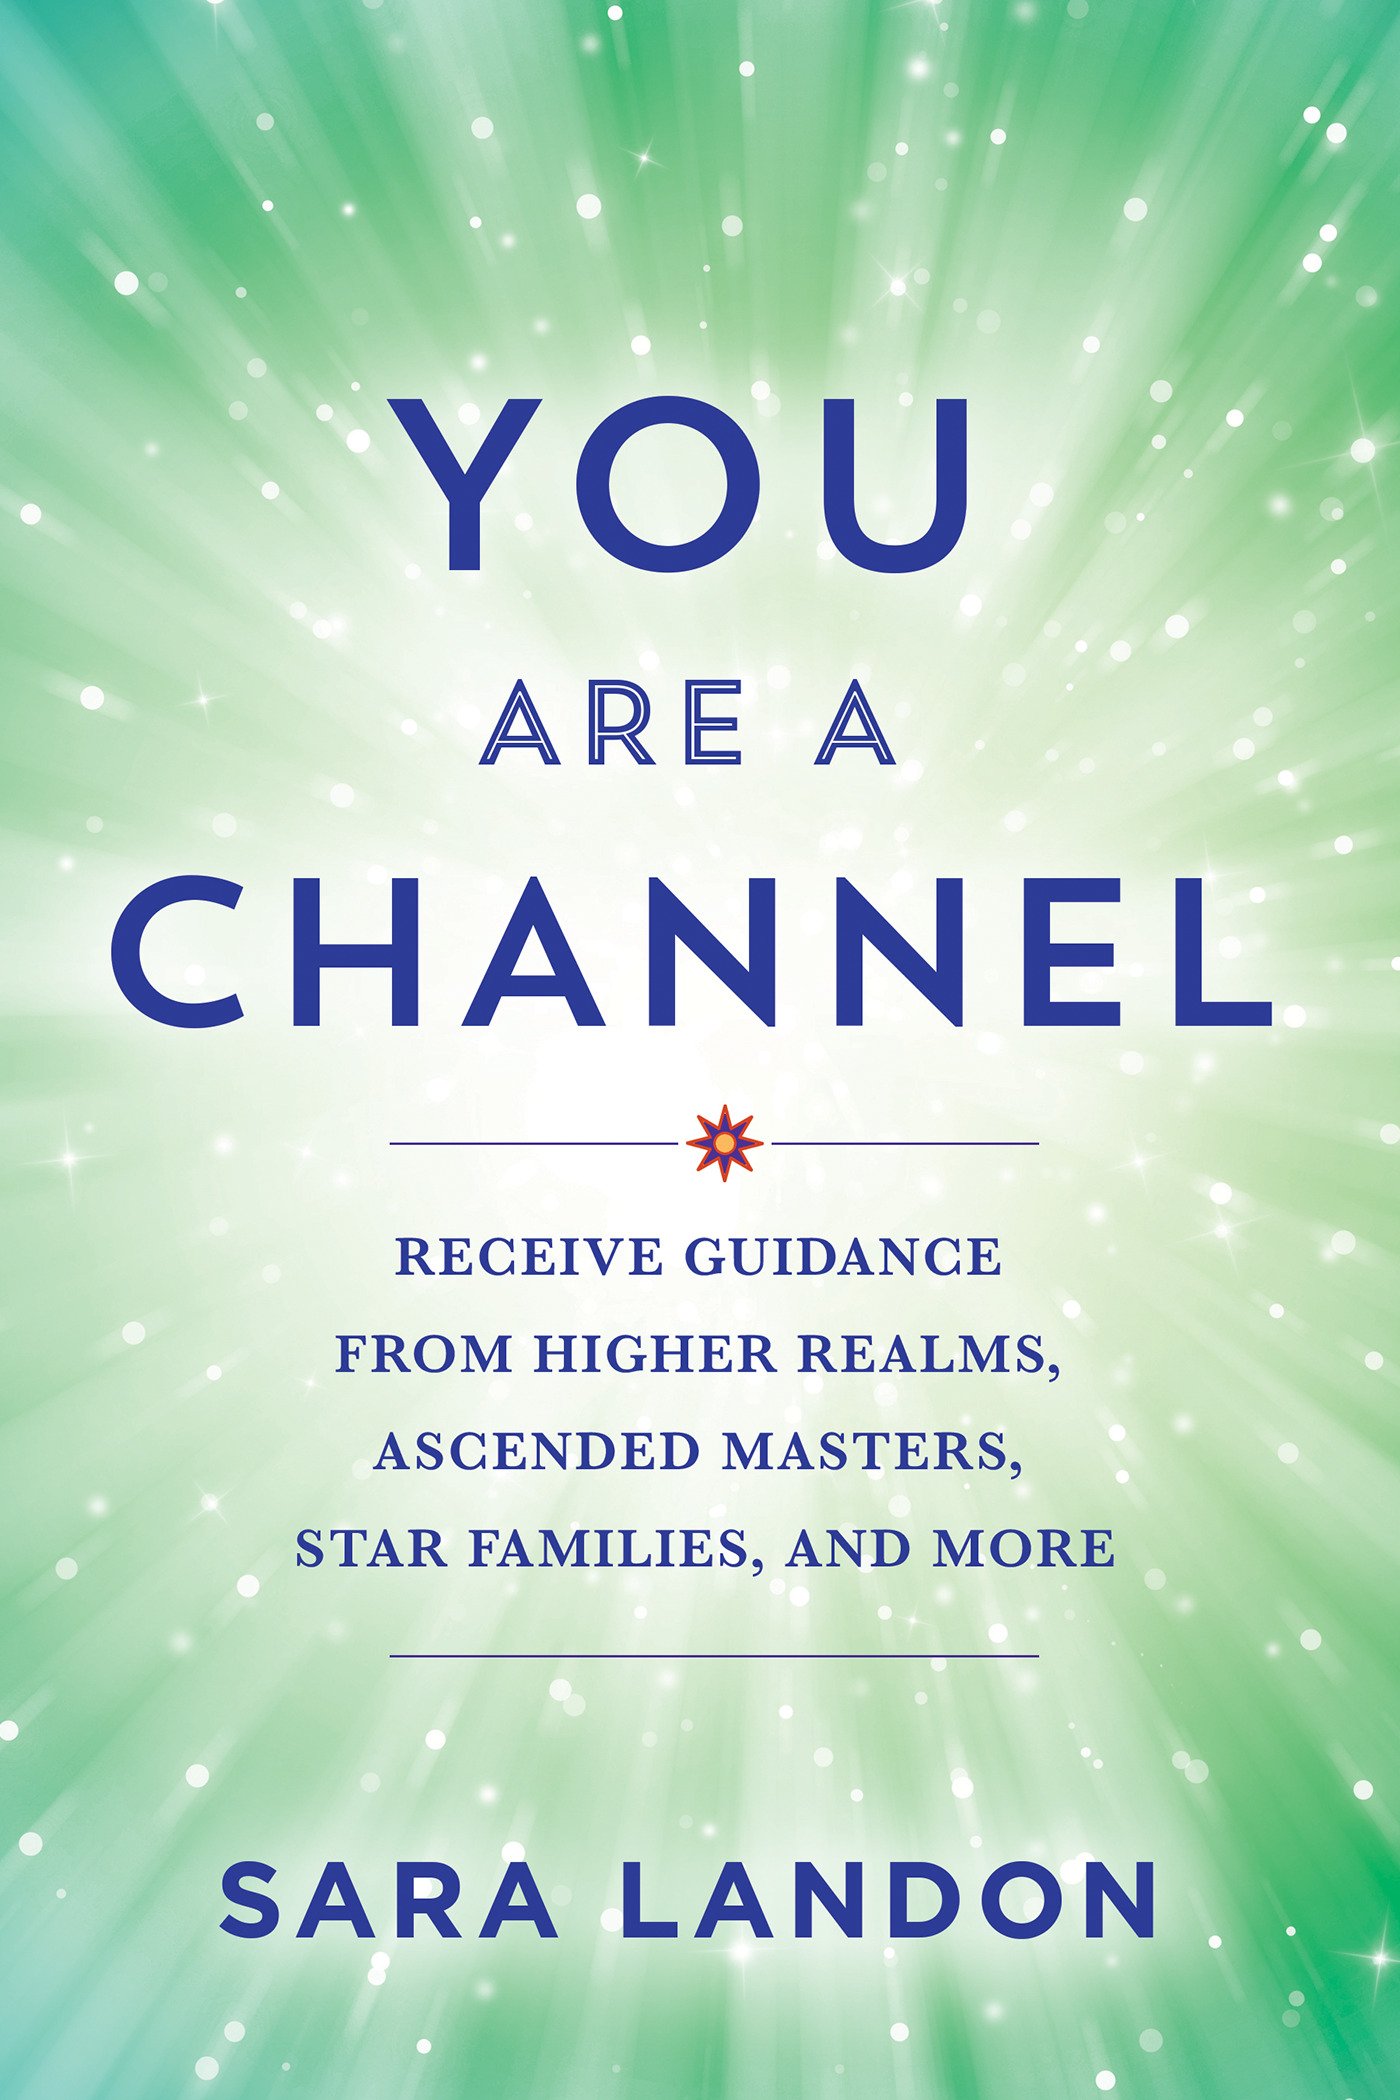 YOU
ARE A
CHANNEL
RECEIVE GUIDANCE
FROM HIGHER REALMS,
ASCENDED MASTERS,
STAR FAMILIES, AND MORE
SARA LANDON